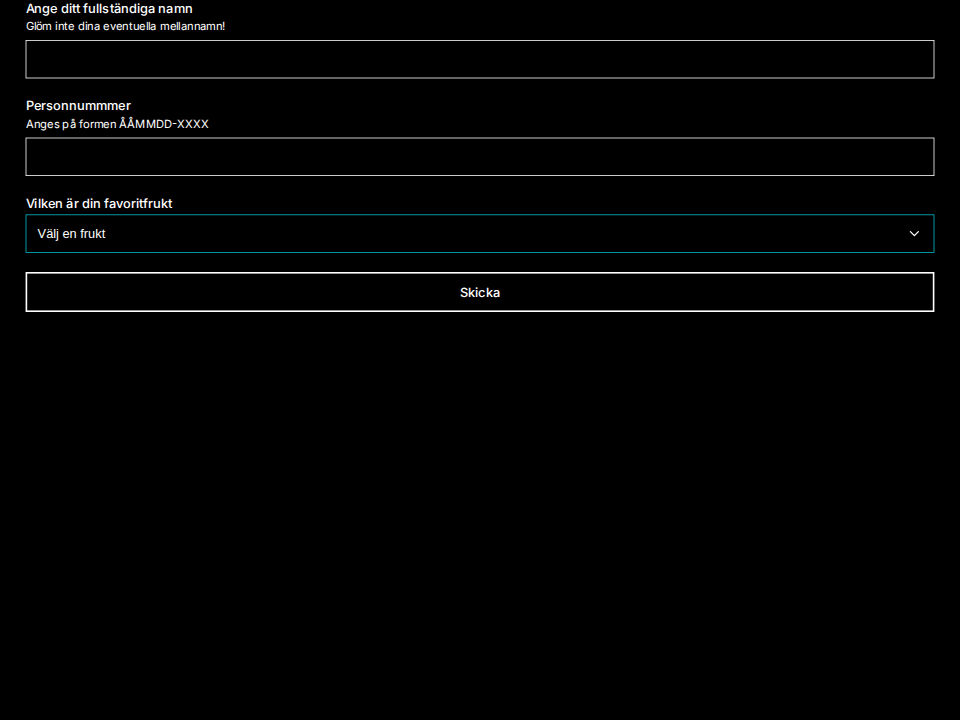 Ange ditt fullständiga namn
Glöm inte dina eventuella mellannamn!
Personnummmer
Anges på formen ÅÅMMDD-XXXX
Vilken är din favoritfrukt
Välj en frukt
Skicka